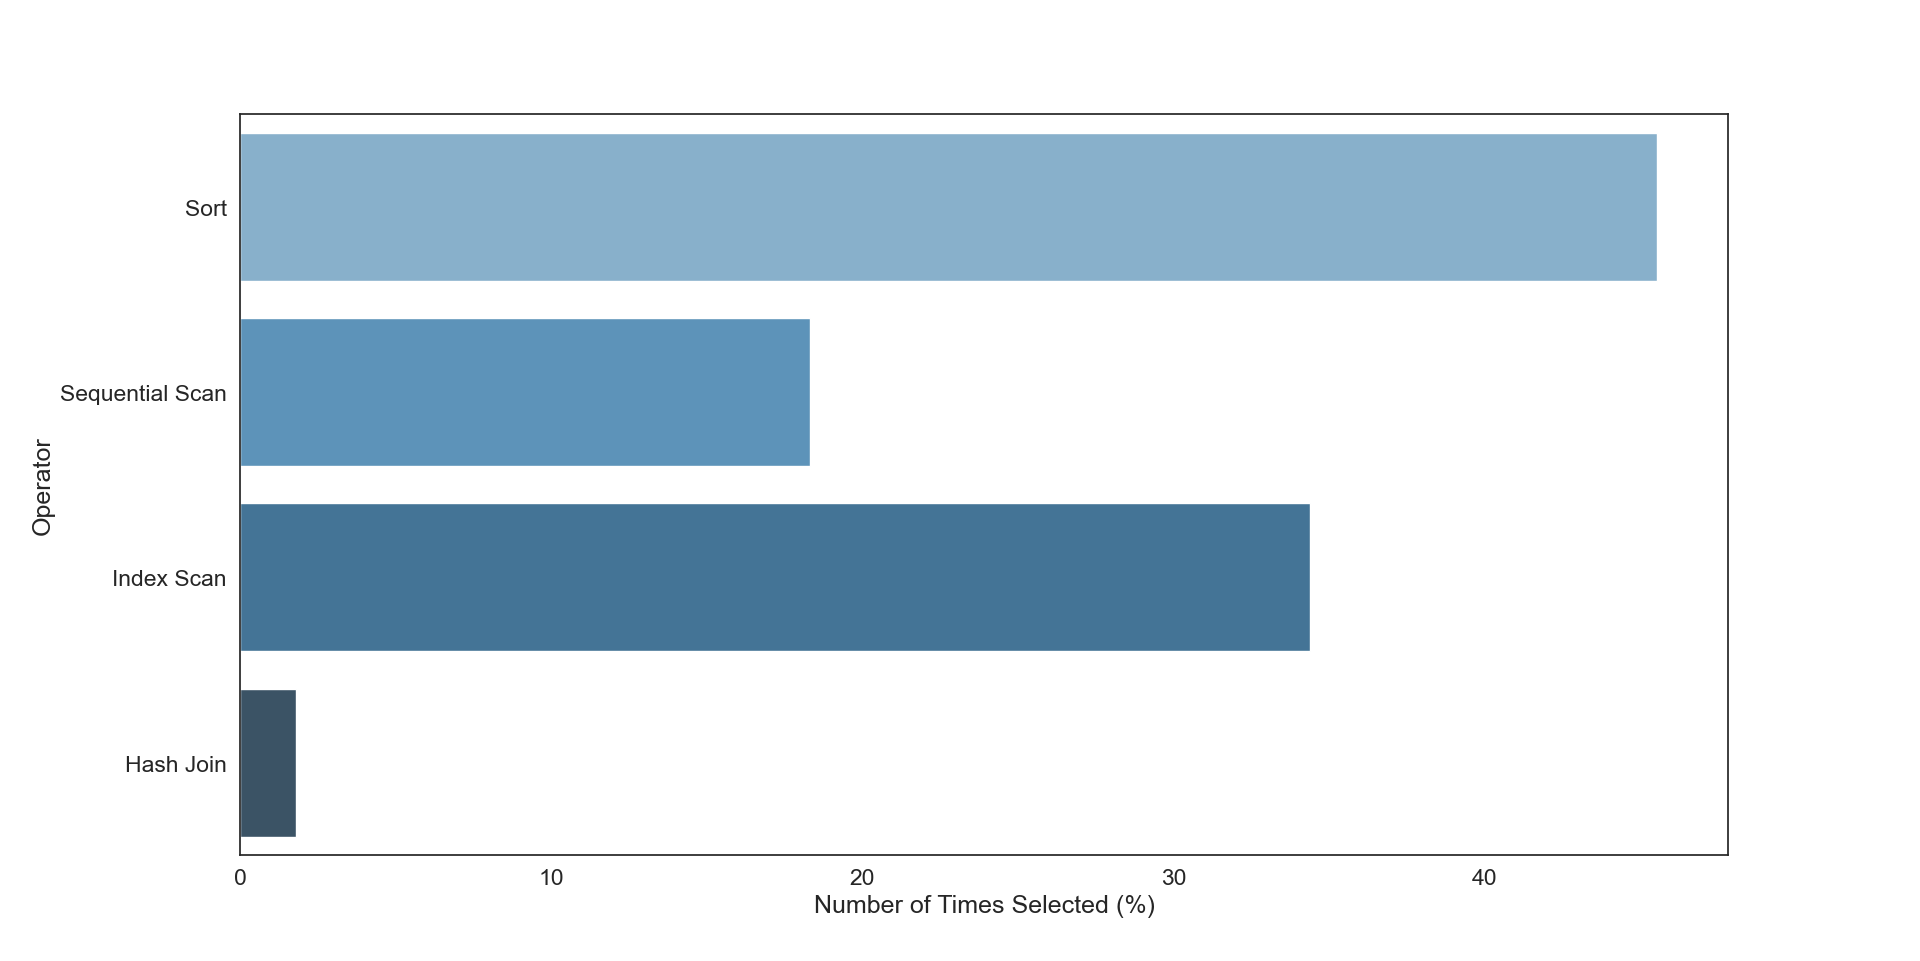 Sort
Sequential Scan
Index Scan
Hash Join
Operator
0 10 20 30 40
Number of Times Selected (%)